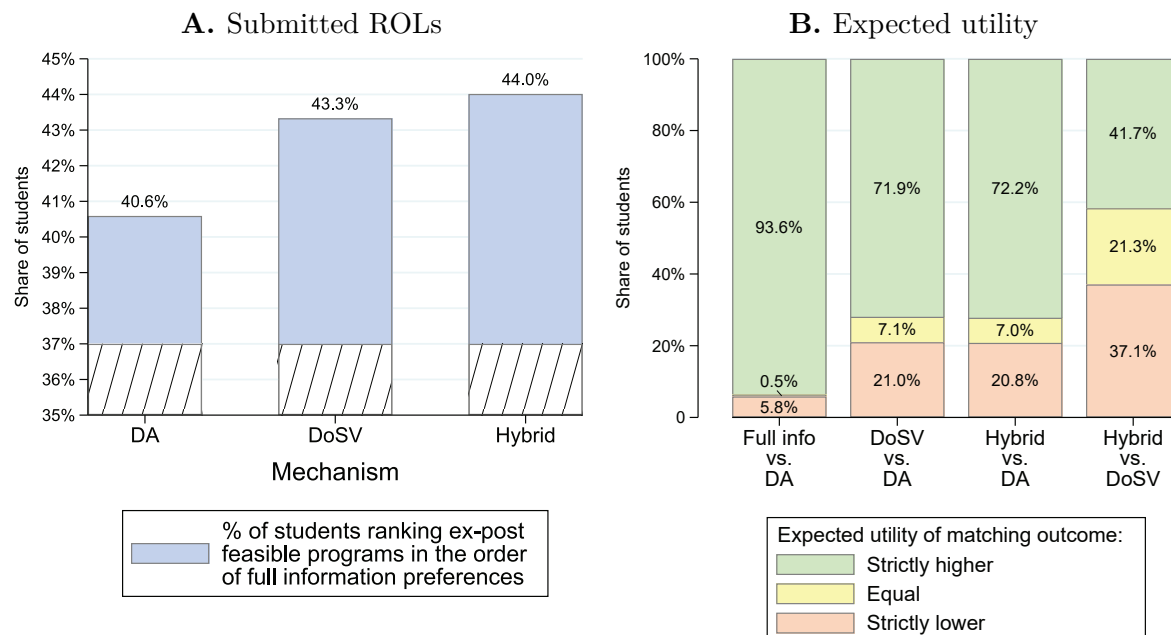 A. Submitted ROLs
45%
44%
43%
42%
41%
40%
39%
38%
37%
36%
35%
Share of students
40.6%
43.3%
44.0%
DA
DoSV
Hybrid
Mechanism
% of students ranking ex-post
feasible programs in the order
of full information preferences
B. Expected utility
100%
80%
60%
40%
20%
0
Share of students
93.6%
0.5%
5.8%
71.9%
7.1%
21.0%
72.2%
7.0%
20.8%
41.7%
21.3%
37.1%
Full info
vs.
DA
DoSV
vs.
DA
Hybrid
vs.
DA
Hybrid
vs.
DoSV
Expected utility of matching outcome:
Strictly higher
Equal
Strictly lower